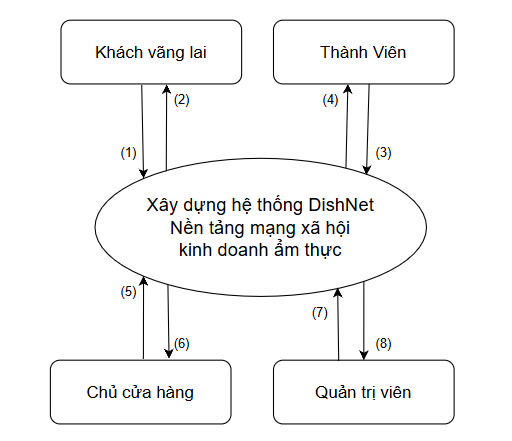 Khách vãng lai
Thành Viên
(2)
(4)
(1)
(3)
Xây dựng hệ thống DishNet
Nền tảng mạng xã hội
kinh doanh ẩm thực
(5)
(7)
(6)
(8)
Chủ cửa hàng
Quản trị viên